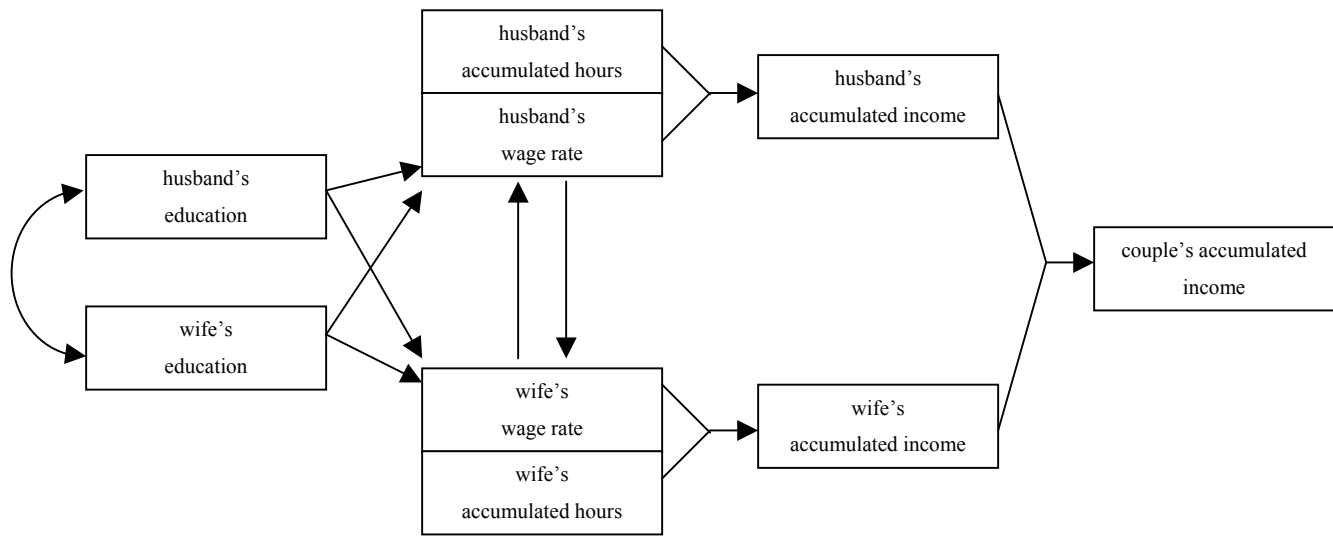 husband’s
accumulated hours
husband’s
wage rate
husband’s
accumulated income
husband’s
education
couple’s accumulated
income
wife’s
education
wife’s
wage rate
wife’s
accumulated hours
wife’s
accumulated income